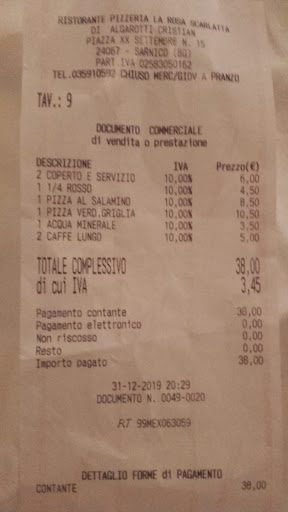 RISTORANTE PIZZERIA LA ROSA SCARLATTA
DI ALGAROTTI CRISTIAN
PIAZZA XX SETTEMBRE N. 15
24067 - SARNICO (BG)
PART.IVA 02583050162
TEL.035910592 CHIUSO MERC/GIOV A PRANZO
TAV.: 9
DOCUMENTO COMMERCIALE
di vendita o prestazione
DESCRIZIONE IVA Prezzo(€)
2 COPERTO E SERVIZIO 10,00% 6,00
1 1/4 ROSSO 10,00% 4,50
1 PIZZA AL SALAMINO 10,00% 8,50
1 PIZZA VERD.GRIGLIA 10,00% 10,50
1 ACQUA MINERALE 10,00% 3,50
2 CAFFE LUNGO 10,00% 5,00
TOTALE COMPLESSIVO 38,00
di cui IVA 3,45
Pagamento contante 38,00
Pagamento elettronico 0,00
Non riscosso 0,00
Resto 0,00
Importo pagato 38,00
31-12-2019 20:29
DOCUMENTO N. 0049-0020
RT 99MEX063059
DETTAGLIO FORME di PAGAMENTO
CONTANTE 38,00